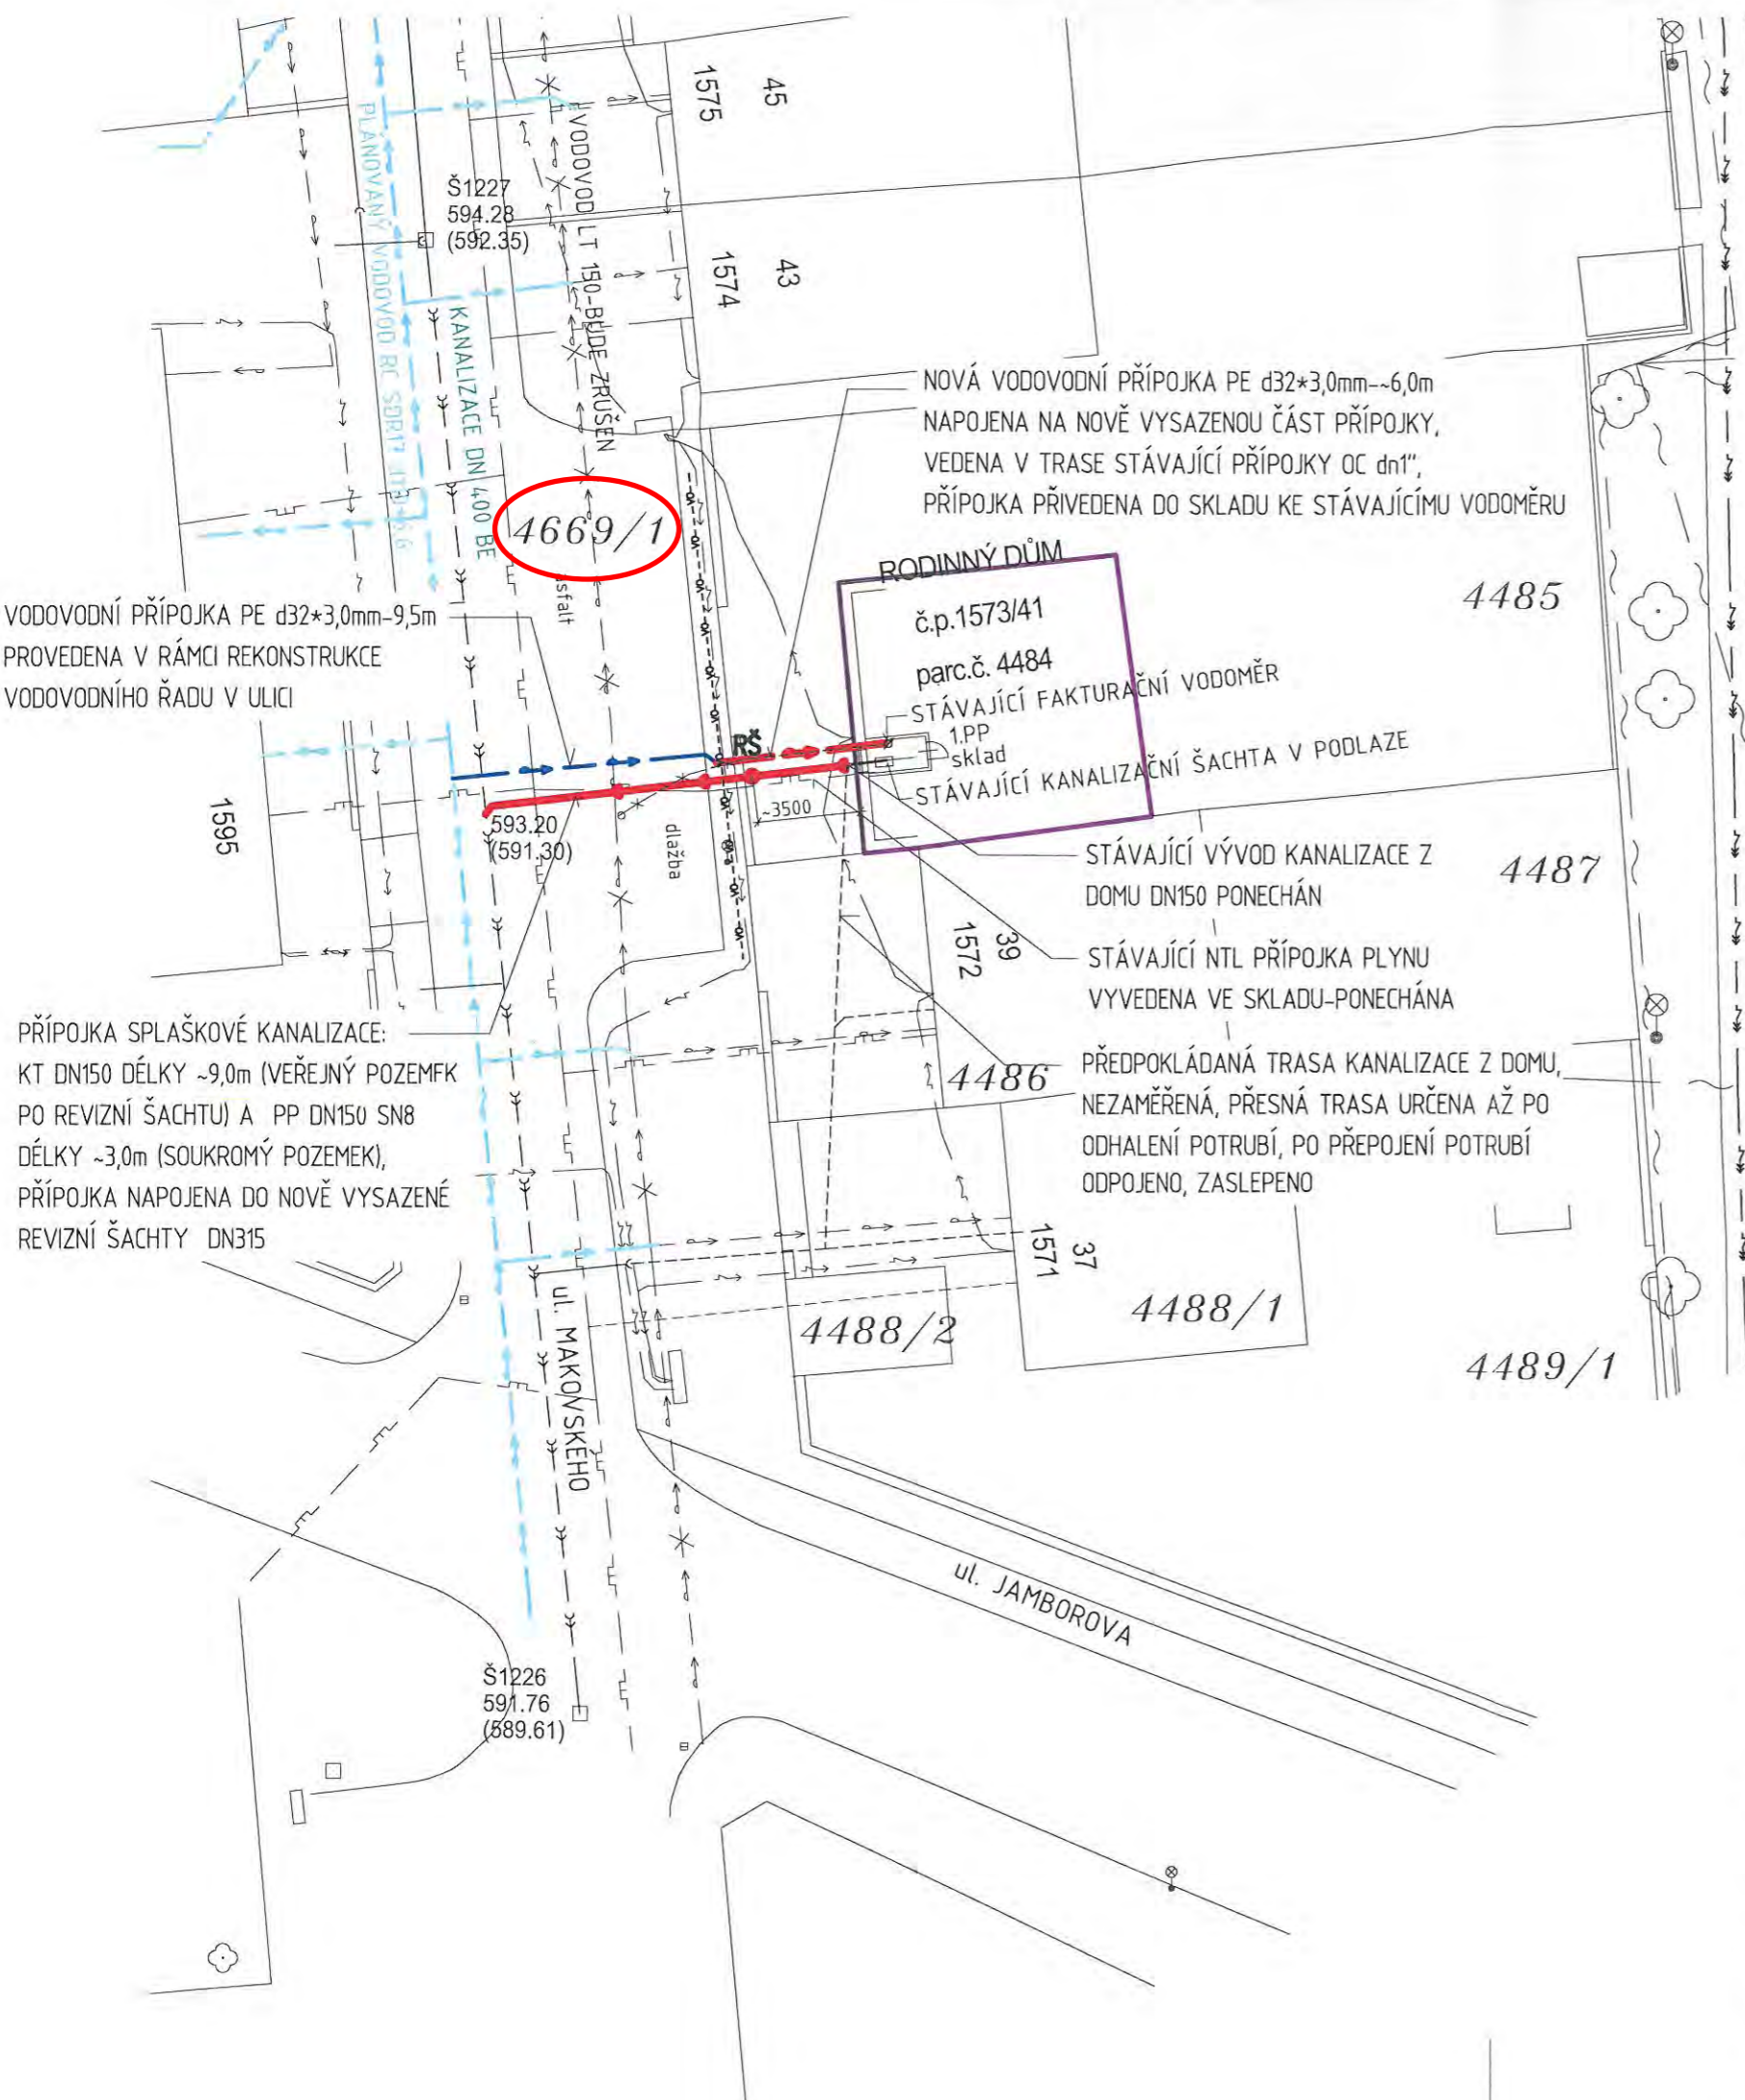 1575
45
PLÁNOVANÝ VODOVOD RC SDR17
VODOVOD LT 150-BUDE ZRUŠEN
Š1227
594.28
(592.35)
1574
43
KANALIZACE DN 400 BE
NOVÁ VODOVODNÍ PŘÍPOJKA PE d32*3,0mm-~6,0m
NAPOJENA NA NOVĚ VYSAZENOU ČÁST PŘÍPOJKY,
VEDENA V TRASE STÁVAJÍCÍ PŘÍPOJKY OC dn1",
PŘÍPOJKA PŘIVEDENA DO SKLADU KE STÁVAJÍCÍMU VODOMĚRU
4669/1
asfalt
RODINNÝ DŮM
č.p.1573/41
parc.č. 4484
4485
VODOVODNÍ PŘÍPOJKA PE d32*3,0mm-9,5m
PROVEDENA V RÁMCI REKONSTRUKCE
VODOVODNÍHO ŘADU V ULICI
STÁVAJÍCÍ FAKTURAČNÍ VODOMĚR
1.PP
sklad
RŠ
STÁVAJÍCÍ KANALIZAČNÍ ŠACHTA V PODLAZE
1595
593.20
(591.30)
~3500
dlažba
STÁVAJÍCÍ VÝVOD KANALIZACE Z
DOMU DN150 PONECHÁN
4487
39
1572
STÁVAJÍCÍ NTL PŘÍPOJKA PLYNU
VYVEDENA VE SKLADU-PONECHÁNA
PŘÍPOJKA SPLAŠKOVÉ KANALIZACE:
KT DN150 DÉLKY ~9,0m (VEŘEJNÝ POZEMEK
PO REVIZNÍ ŠACHTU) A PP DN150 SN8
DÉLKY ~3,0m (SOUKROMÝ POZEMEK),
PŘÍPOJKA NAPOJENA DO NOVĚ VYSAZENÉ
REVIZNÍ ŠACHTY DN315
4486
PŘEDPOKLÁDANÁ TRASA KANALIZACE Z DOMU,
NEZAMĚŘENÁ, PŘESNÁ TRASA URČENA AŽ PO
ODHALENÍ POTRUBÍ, PO PŘEPOJENÍ POTRUBÍ
ODPOJENO, ZASLEPENO
37
1571
4488/2
4488/1
4489/1
ul. MAKOVSKÉHO
ul. JAMBOROVA
Š1226
591.76
(589.61)